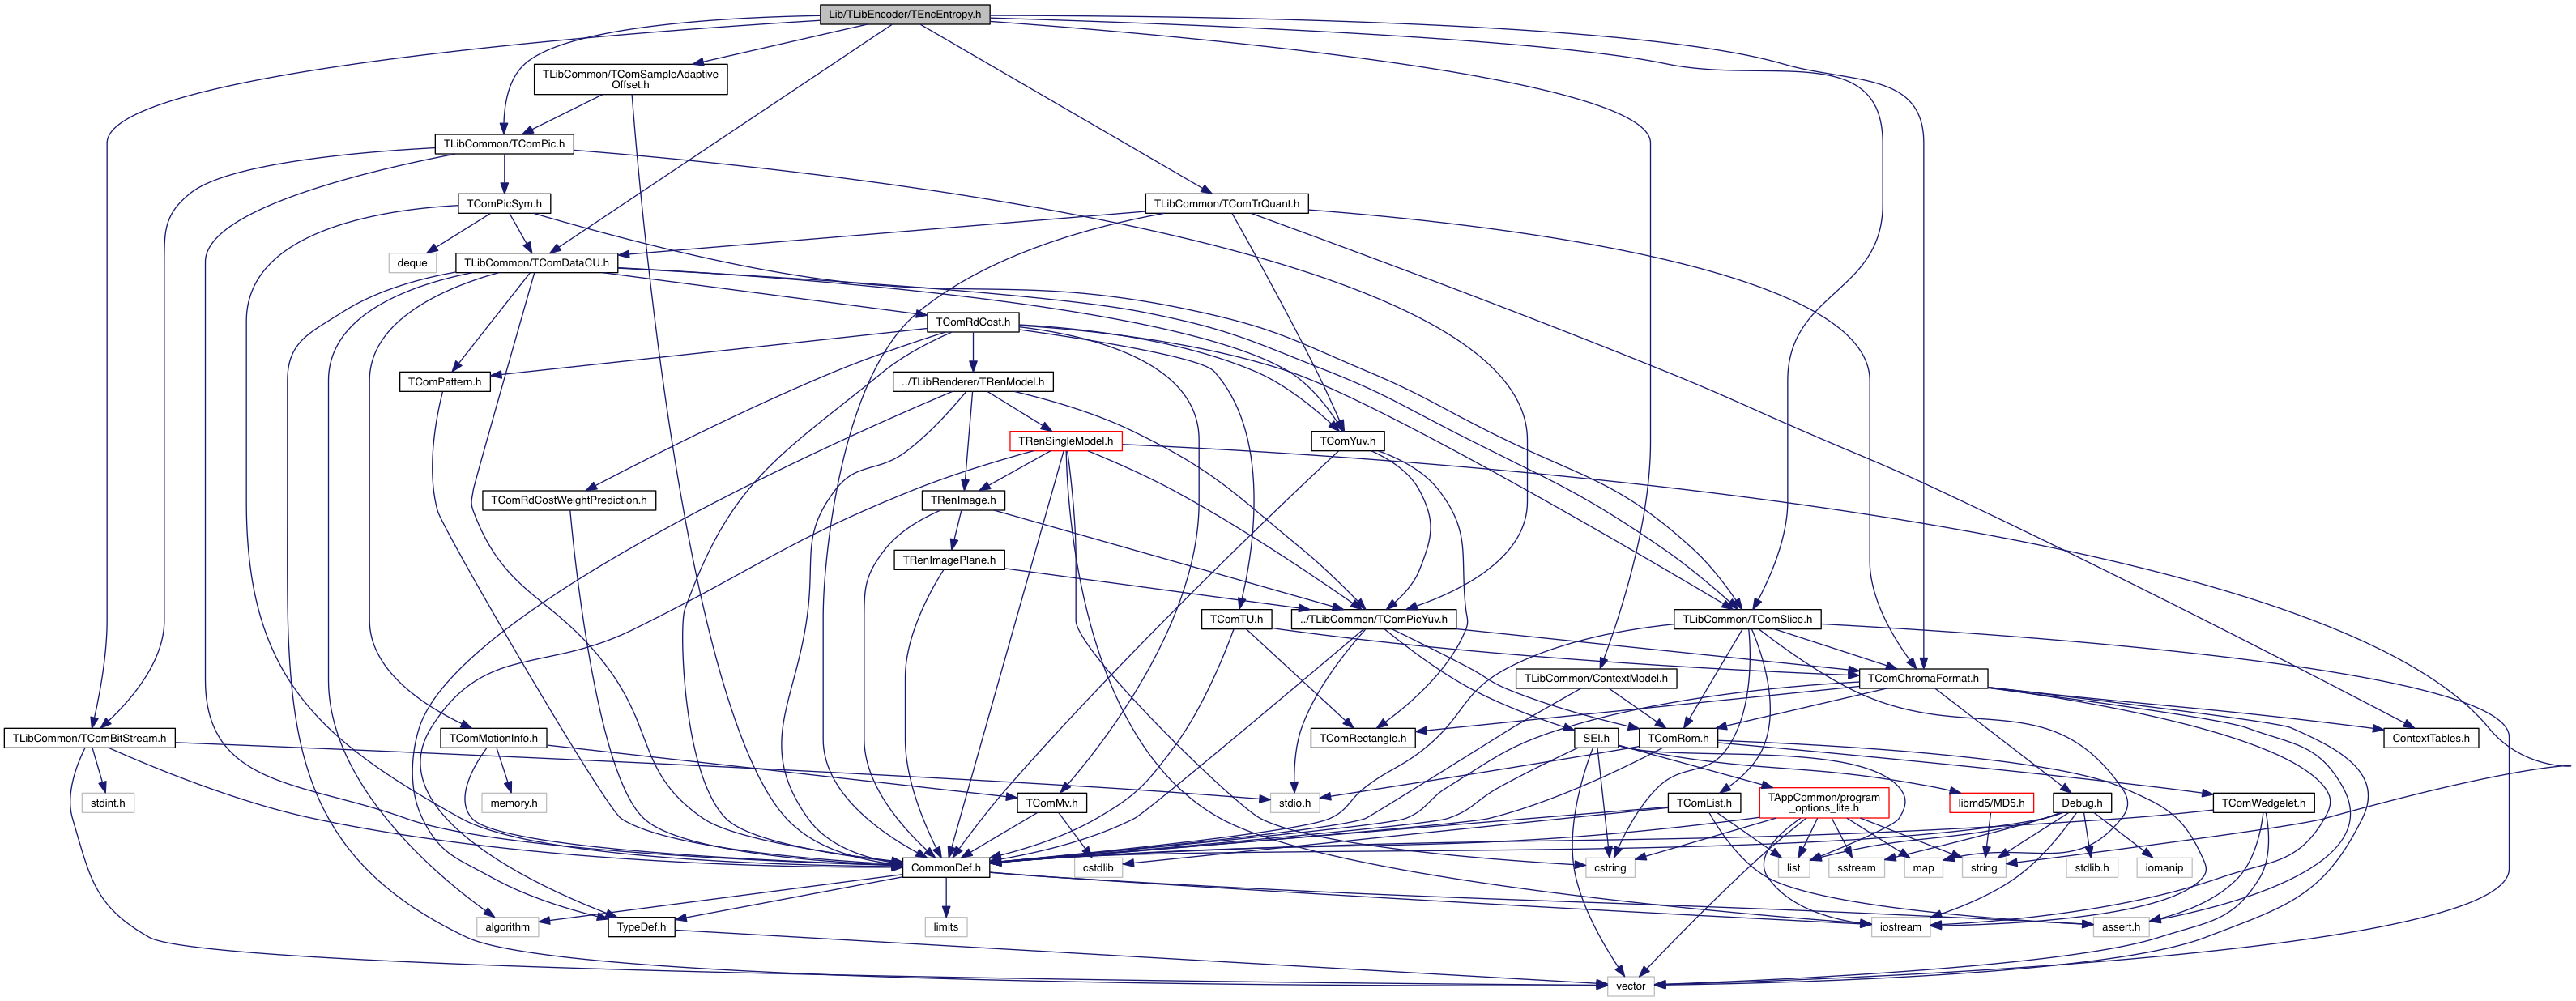 Lib/TLibEncoder/TEncEntropy.h
TLibCommon/TComSampleAdaptive
Offset.h
TLibCommon/TComPic.h
TComPicSym.h
TLibCommon/TComTrQuant.h
deque
TLibCommon/TComDataCU.h
TComRdCost.h
TComPattern.h
../TLibRenderer/TRenModel.h
TRenSingleModel.h
TComYuv.h
TComRdCostWeightPrediction.h
TRenImage.h
TRenImagePlane.h
TComTU.h
../TLibCommon/TComPicYuv.h
TLibCommon/TComSlice.h
TLibCommon/ContextModel.h
TComChromaFormat.h
TLibCommon/TComBitStream.h
TComMotionInfo.h
TComRectangle.h
SEI.h
TComRom.h
ContextTables.h
stdint.h
memory.h
TComMv.h
stdio.h
TComList.h
TAppCommon/program
_options_lite.h
libmd5/MD5.h
Debug.h
TComWedgelet.h
CommonDef.h
cstdlib
cstring
list
sstream
map
string
stdlib.h
iomanip
algorithm
TypeDef.h
limits
iostream
assert.h
vector